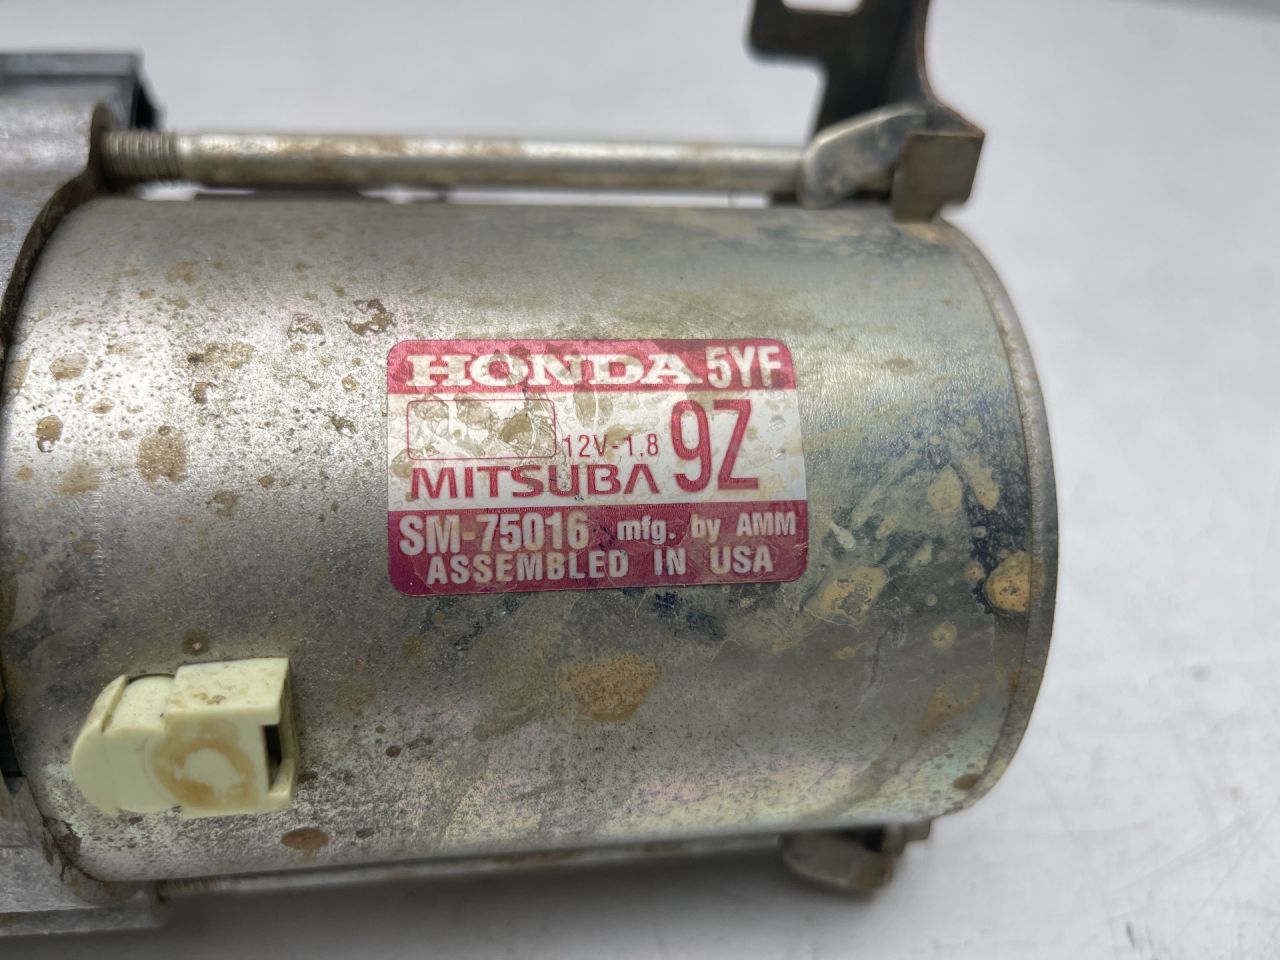 HONDA 5YF
12V-1.8 9Z
MITSUBA
SM-75016 mfg. by AMM
ASSEMBLED IN USA